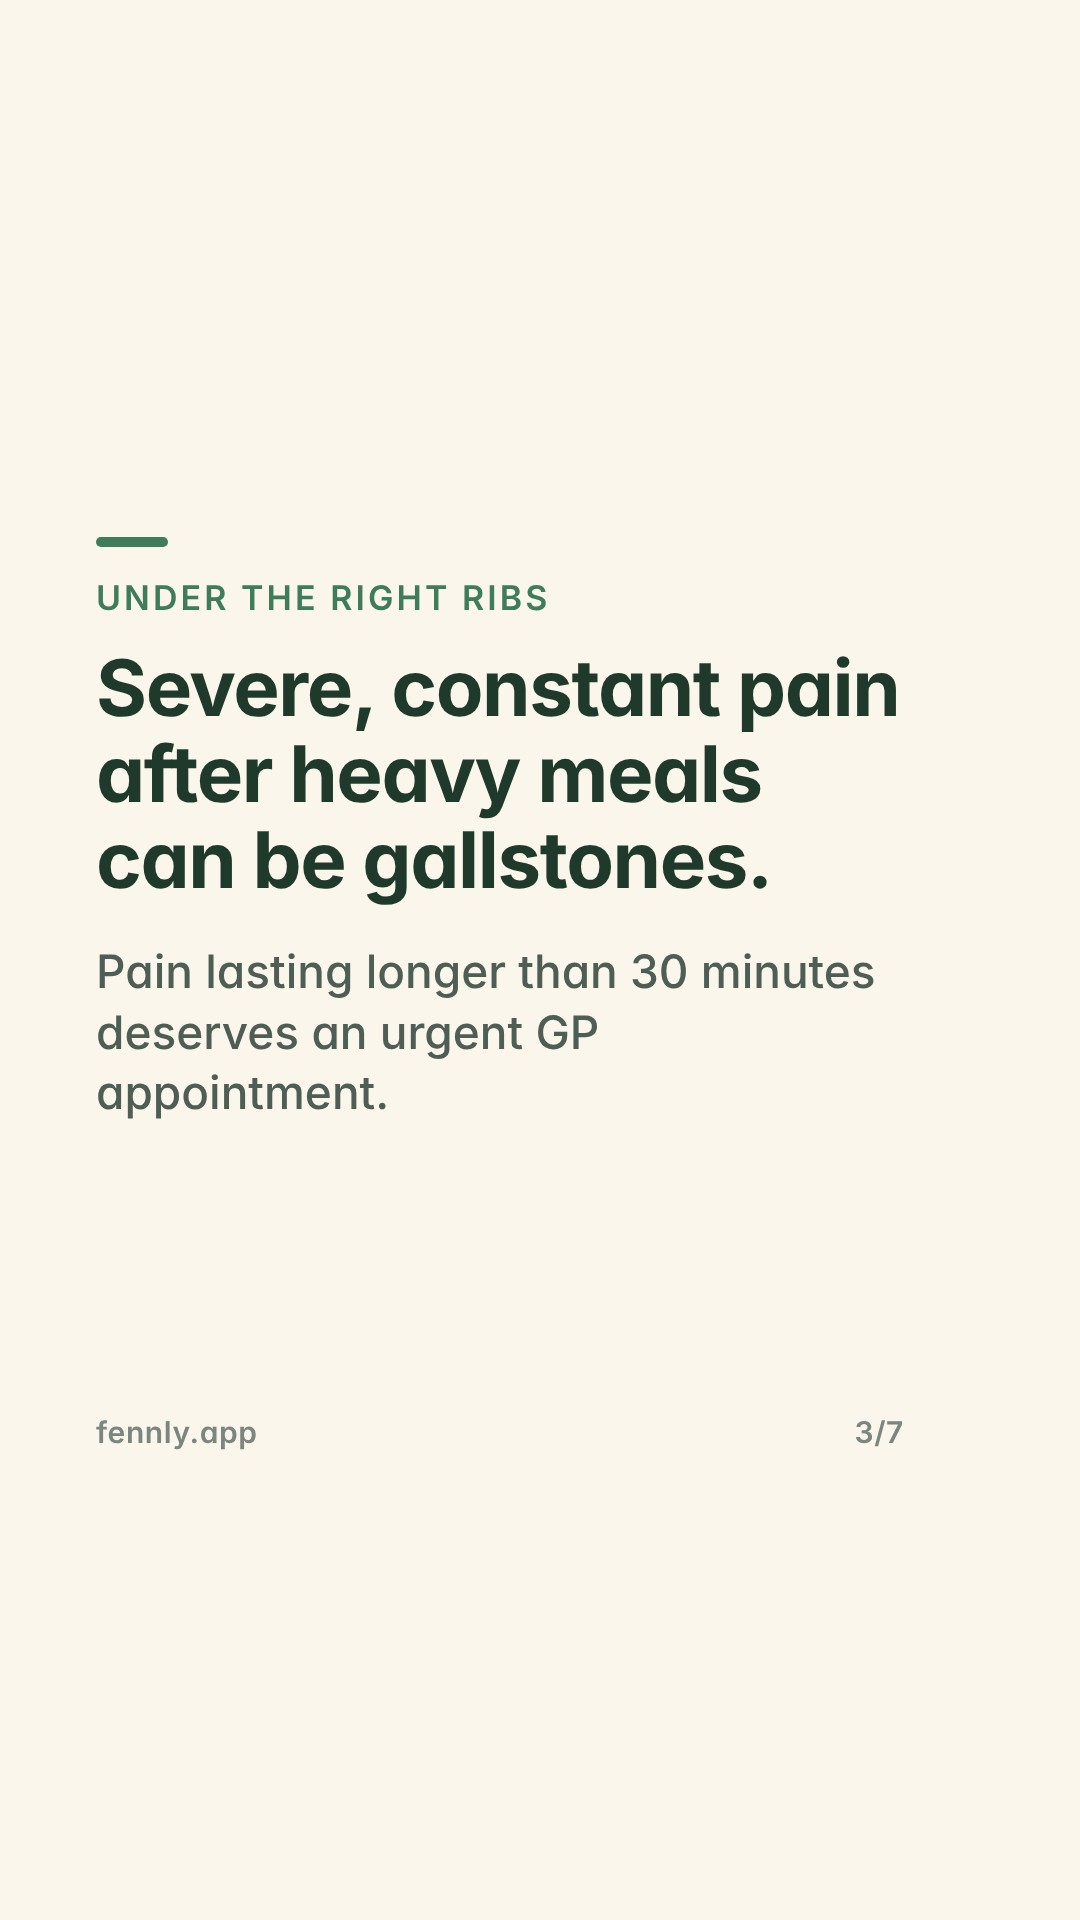 UNDER THE RIGHT RIBS
Severe, constant pain
after heavy meals
can be gallstones.
Pain lasting longer than 30 minutes
deserves an urgent GP
appointment.
fennly.app
3/7